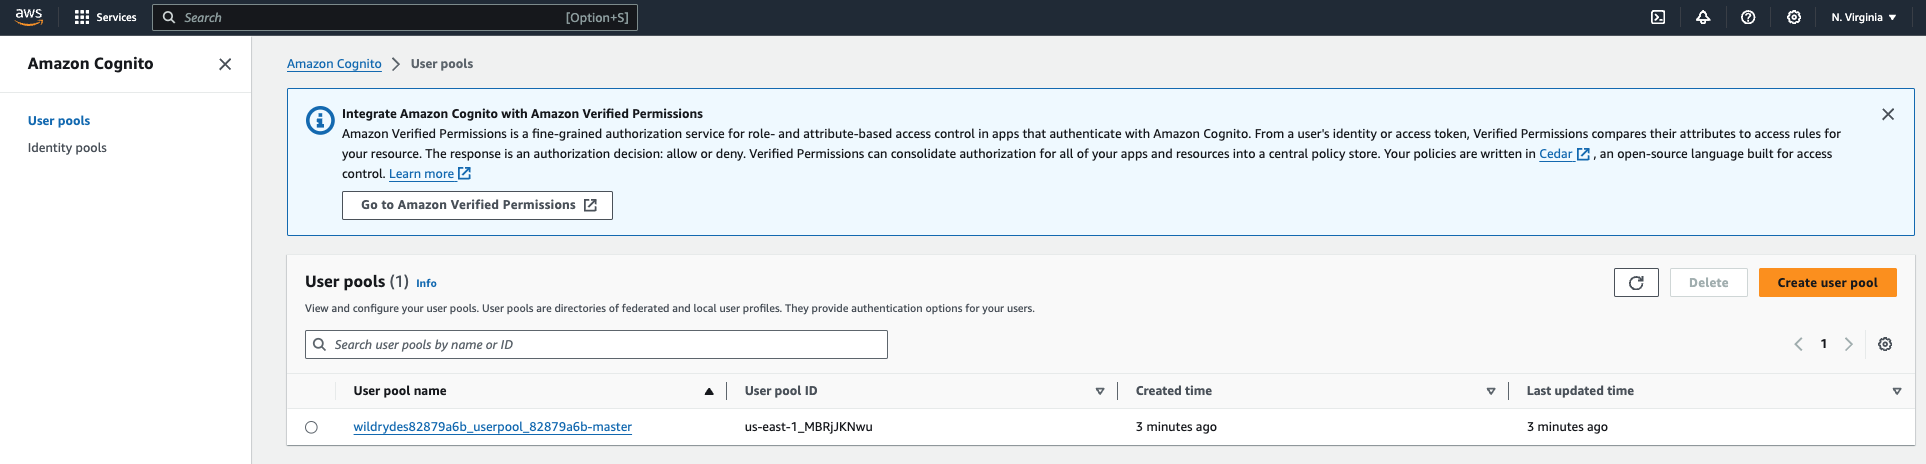 aws
Services
Search
[Option+S]
N. Virginia
Amazon Cognito
User pools
Identity pools
Amazon Cognito
User pools
Integrate Amazon Cognito with Amazon Verified Permissions
Amazon Verified Permissions is a fine-grained authorization service for role- and attribute-based access control in apps that authenticate with Amazon Cognito. From a user's identity or access token, Verified Permissions compares their attributes to access rules for
your resource. The response is an authorization decision: allow or deny. Verified Permissions can consolidate authorization for all of your apps and resources into a central policy store. Your policies are written in Cedar , an open-source language built for access
control. Learn more
Go to Amazon Verified Permissions
User pools (1) Info
Delete
Create user pool
View and configure your user pools. User pools are directories of federated and local user profiles. They provide authentication options for your users.
Search user pools by name or ID
1
User pool name
User pool ID
Created time
Last updated time
wildrydes82879a6b_userpool_82879a6b-master
us-east-1_MBRjJKNwu
3 minutes ago
3 minutes ago